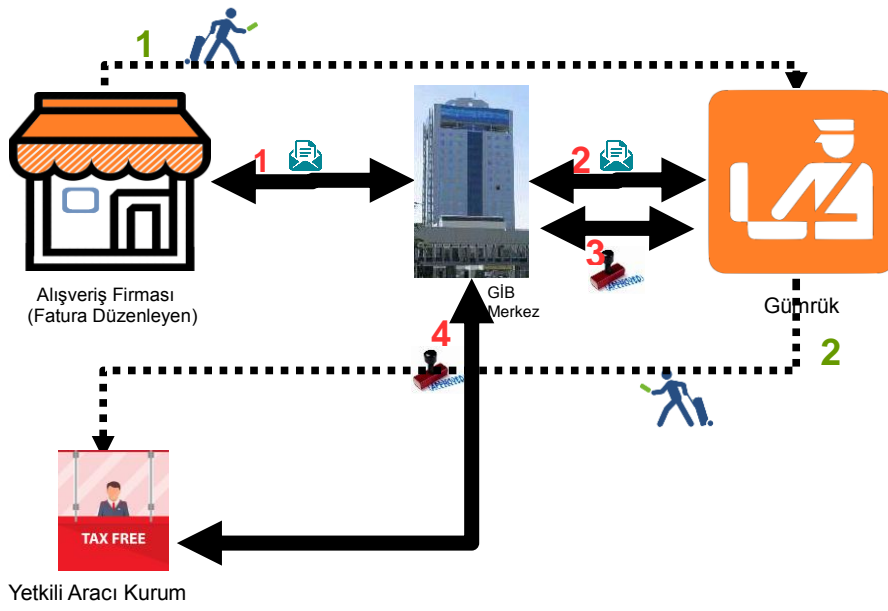 1
1
2
3
Alışveriş Firması
(Fatura Düzenleyen)
GİB
Merkez
Gümrük
4
2
TAX FREE
Yetkili Aracı Kurum